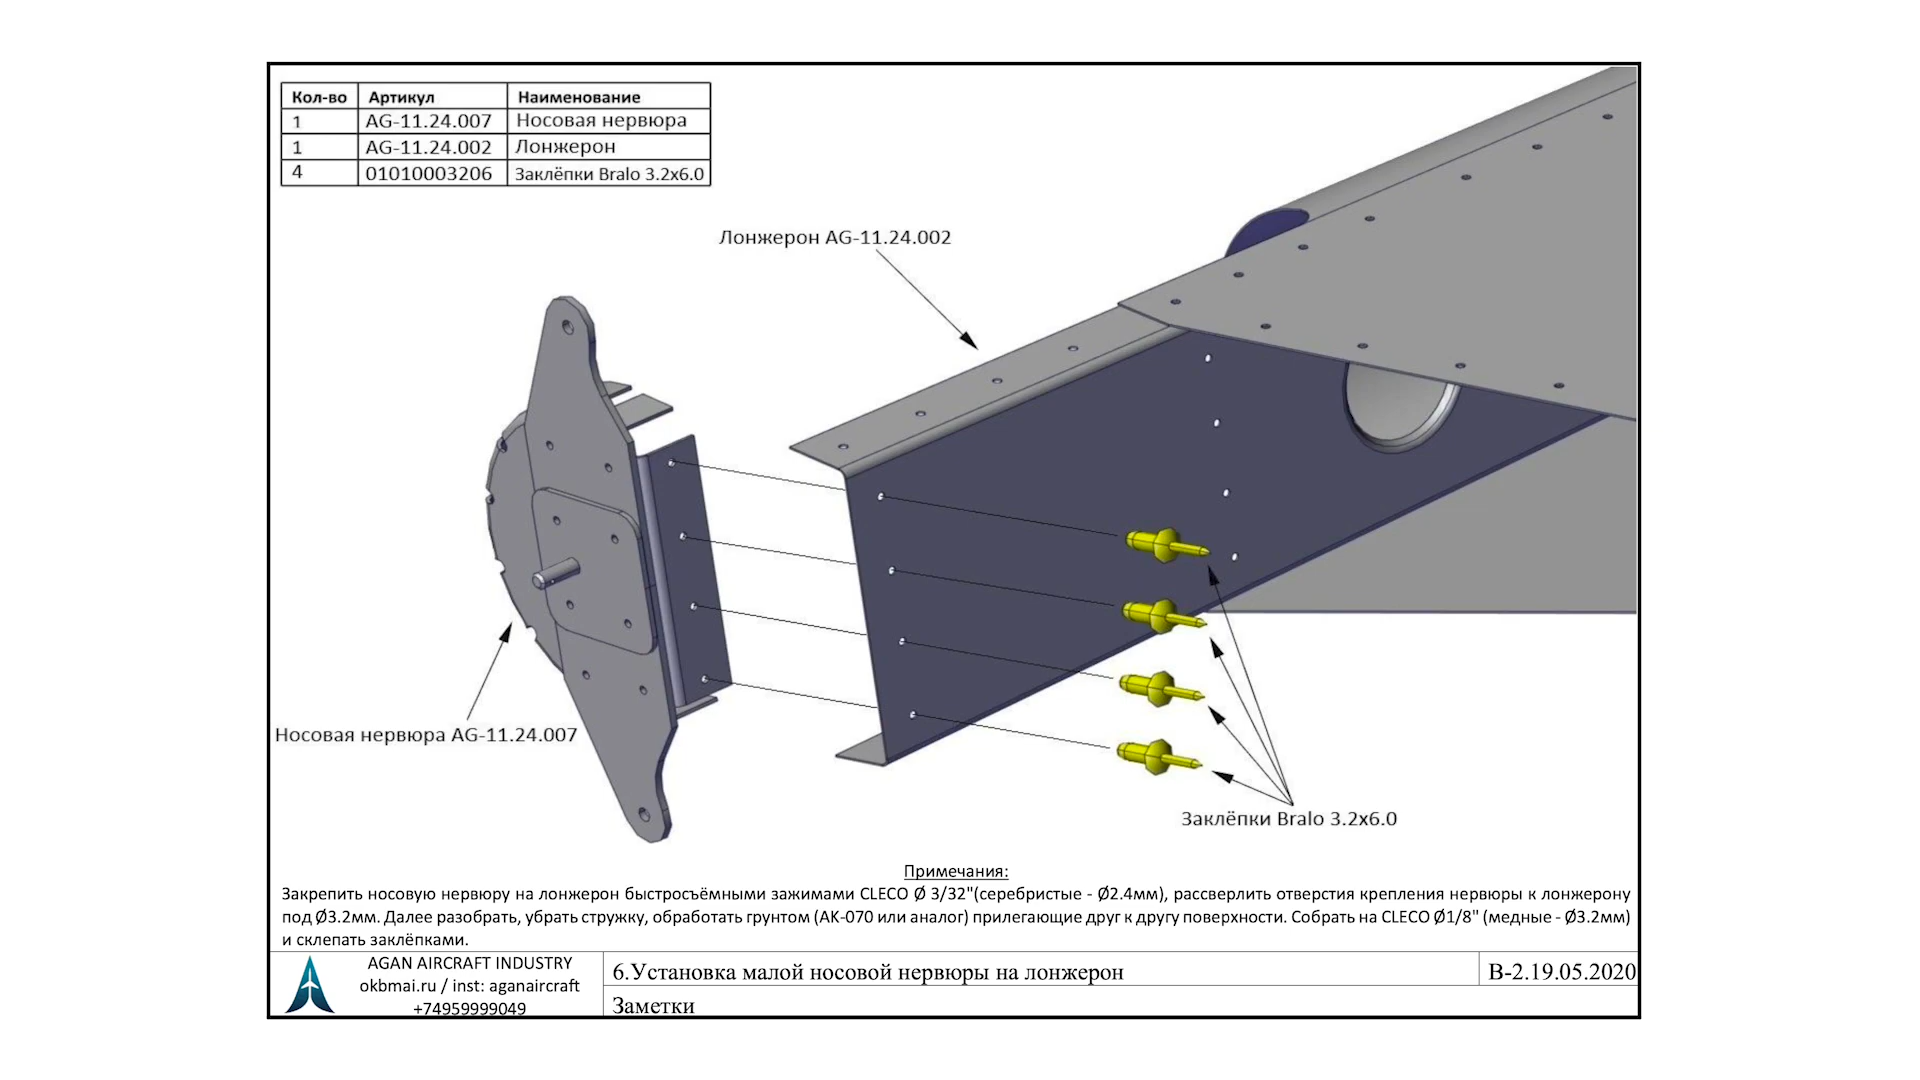 Кол-во Артикул Наименование
1 AG-11.24.007 Носовая нервюра
1 AG-11.24.002 Лонжерон
4 01010003206 Заклёпки Bralo 3.2x6.0
Лонжерон AG-11.24.002
Носовая нервюра AG-11.24.007
Заклёпки Bralo 3.2x6.0
Примечания:
Закрепить носовую нервюру на лонжерон быстросъёмными зажимами CLECO Ø 3/32"(серебристые - Ø2.4мм), рассверлить отверстия крепления нервюры к лонжерону
под Ø3.2мм. Далее разобрать, убрать стружку, обработать грунтом (АК-070 или аналог) прилегающие друг к другу поверхности. Собрать на CLECO Ø1/8" (медные - Ø3.2мм)
и склепать заклёпками.
AGAN AIRCRAFT INDUSTRY
okbmai.ru / inst: aganaircraft
+74959999049
6.Установка малой носовой нервюры на лонжерон
В-2.19.05.2020
Заметки